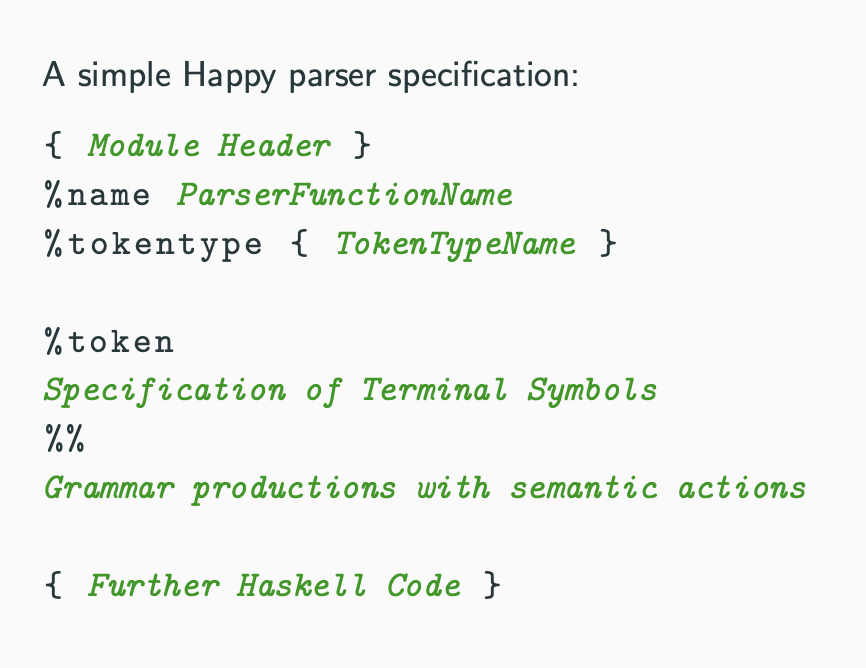 A simple Happy parser specification:
{ Module Header }
%name ParserFunctionName
%tokentype { TokenTypeName }
%token
Specification of Terminal Symbols
%%
Grammar productions with semantic actions
{ Further Haskell Code }